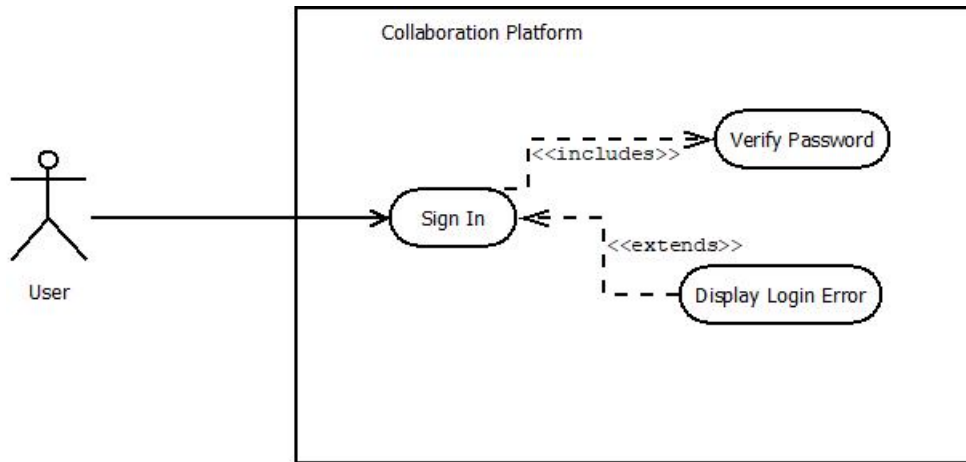 Collaboration Platform
Verify Password
<<includes>>
Sign In
<<extends>>
User
Display Login Error